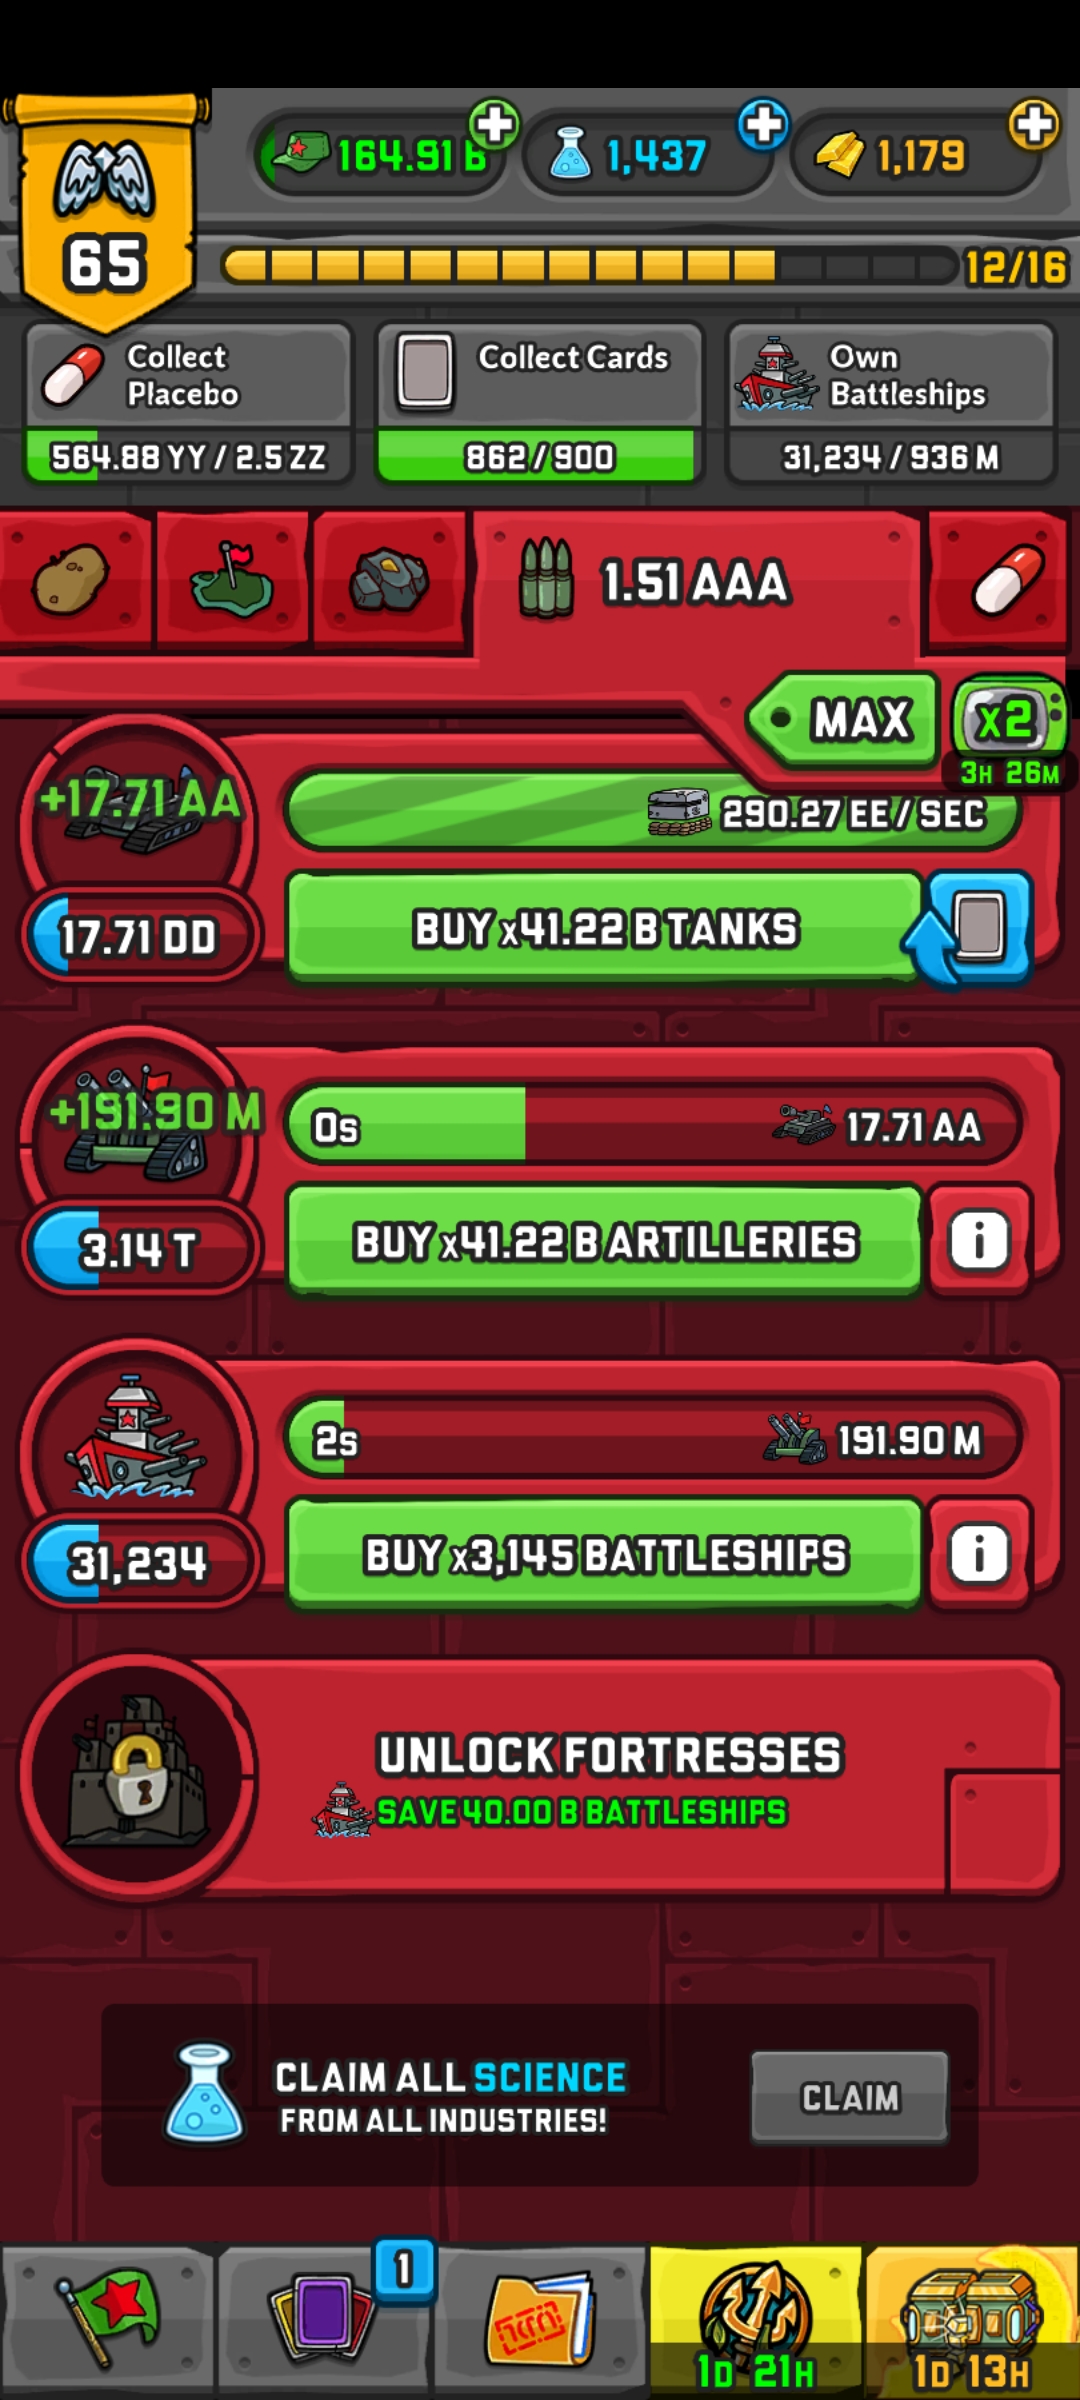 164.91 B
1,437
1,179
65
12/16
Collect
Placebo
564.88 YY / 2.5 ZZ
Collect Cards
862/900
Own
Battleships
31,234 / 936 M
1.51 AAA
MAX
x2
3H 26M
+17.71 AA
290.27 EE / SEC
17.71 DD
BUY x41.22 B TANKS
+191.90 M
0s
17.71 AA
3.14 T
BUY x41.22 B ARTILLERIES
i
2s
191.90 M
31,234
BUY x3,145 BATTLESHIPS
i
UNLOCK FORTRESSES
SAVE 40.00 B BATTLESHIPS
CLAIM ALL SCIENCE
FROM ALL INDUSTRIES!
CLAIM
1
1D 21H
1D 13H